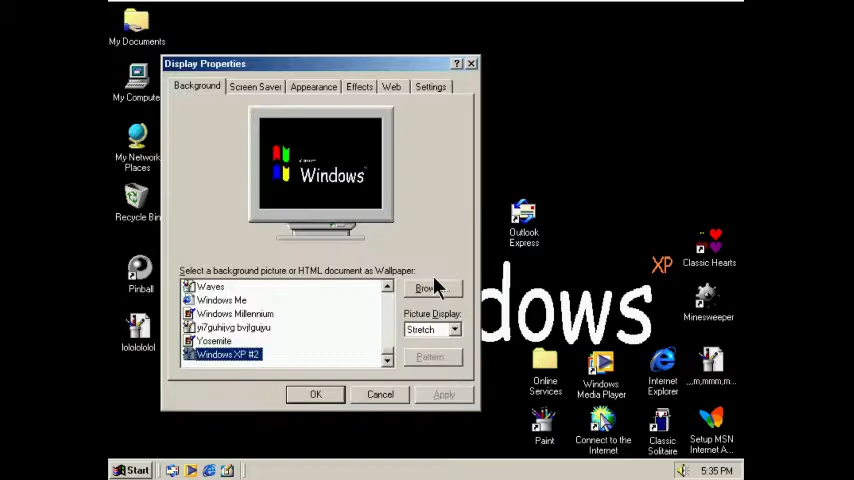 My Documents
Display Properties
Background
Screen Saver
Appearance
Effects
Web
Settings
My Compute
Windows
My Network
Places
Recycle Bin
Outlook
Express
Select a background picture or HTML document as Wallpaper:
XP
Classic Hearts
Waves
Windows Me
Windows Millennium
yi7guhijvg bvjfgujyu
Yosemite
Windows XP #2
Picture Display:
Stretch
Pattern...
dows
Pinball
Minesweeper
lolololol
OK
Cancel
Apply
Online
Services
Windows
Media Player
Internet
Explorer
,,,m,mmm,m...
Paint
Connect to the
Internet
Classic
Solitaire
Setup MSN
Internet A...
Start
5:35 PM